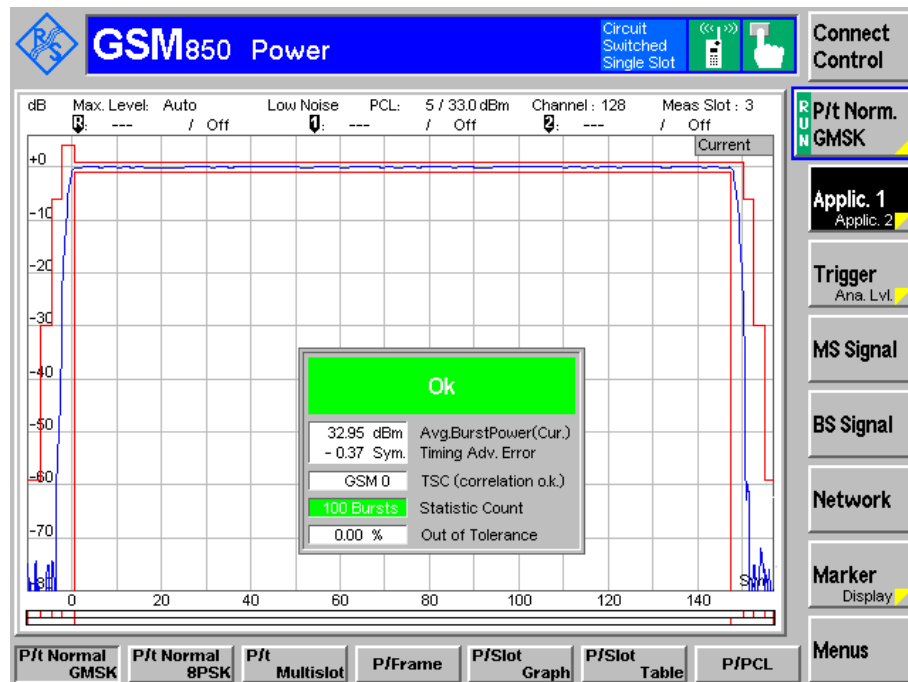 R S
GSM850 Power
Circuit
Switched
Single Slot
Connect
Control
dB Max. Level: Auto Low Noise PCL: 5 / 33.0 dBm Channel : 128 Meas Slot : 3
R: --- / Off 1: --- / Off 2: --- / Off
RUN
P/t Norm.
GMSK
Current
+0
-10
-20
-30
-40
-50
-60
-70
-80
Applic. 1
Applic. 2
Trigger
Ana. Lvl.
MS Signal
BS Signal
Network
Marker
Display
Menus
Ok
32.95 dBm Avg.BurstPower(Cur.)
- 0.37 Sym. Timing Adv. Error
GSM 0 TSC (correlation o.k.)
100 Bursts Statistic Count
0.00 % Out of Tolerance
Sym
0 20 40 60 80 100 120 140
P/t Normal
GMSK
P/t Normal
8PSK
P/t
Multislot
P/Frame
P/Slot
Graph
P/Slot
Table
P/PCL